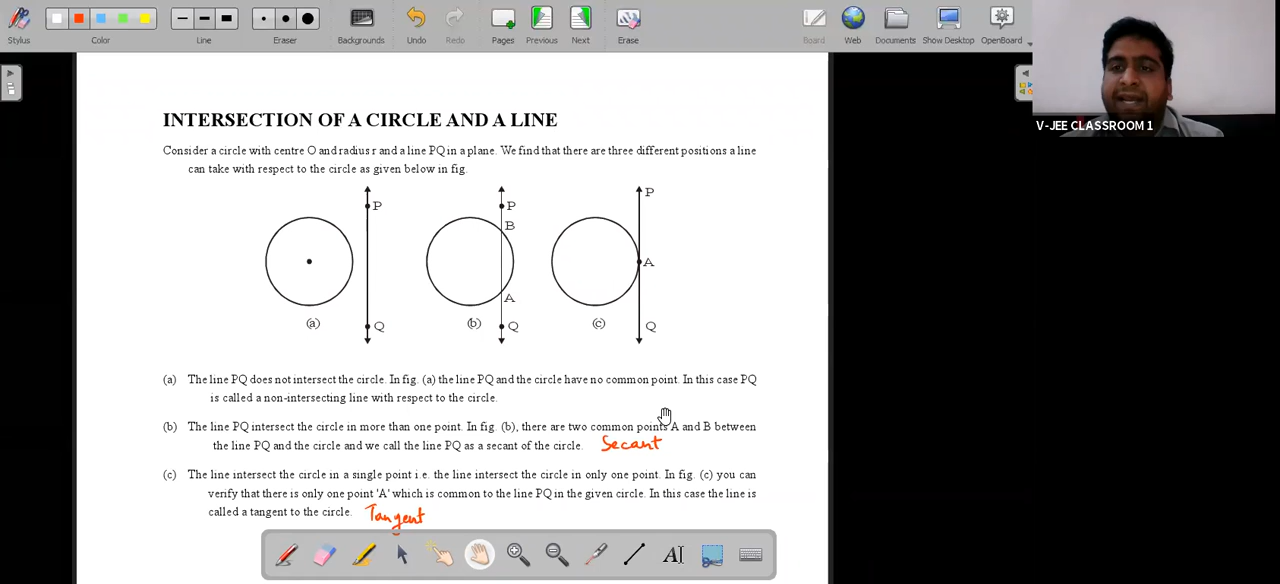 Stylus
Color
Line
Eraser
Backgrounds
Undo
Redo
Pages
Previous
Next
Erase
Board
Web
Documents
Show Desktop
OpenBoard
V-JEE CLASSROOM 1
INTERSECTION OF A CIRCLE AND A LINE
Consider a circle with centre O and radius r and a line PQ in a plane. We find that there are three different positions a line
can take with respect to the circle as given below in fig.
P
Q
(a)
P
B
A
Q
(b)
P
A
Q
(c)
(a) The line PQ does not intersect the circle. In fig. (a) the line PQ and the circle have no common point. In this case PQ
is called a non-intersecting line with respect to the circle.
(b) The line PQ intersect the circle in more than one point. In fig. (b), there are two common points A and B between
the line PQ and the circle and we call the line PQ as a secant of the circle. Secant
(c) The line intersect the circle in a single point i.e. the line intersect the circle in only one point. In fig. (c) you can
verify that there is only one point 'A' which is common to the line PQ in the given circle. In this case the line is
called a tangent to the circle. Tangent
A